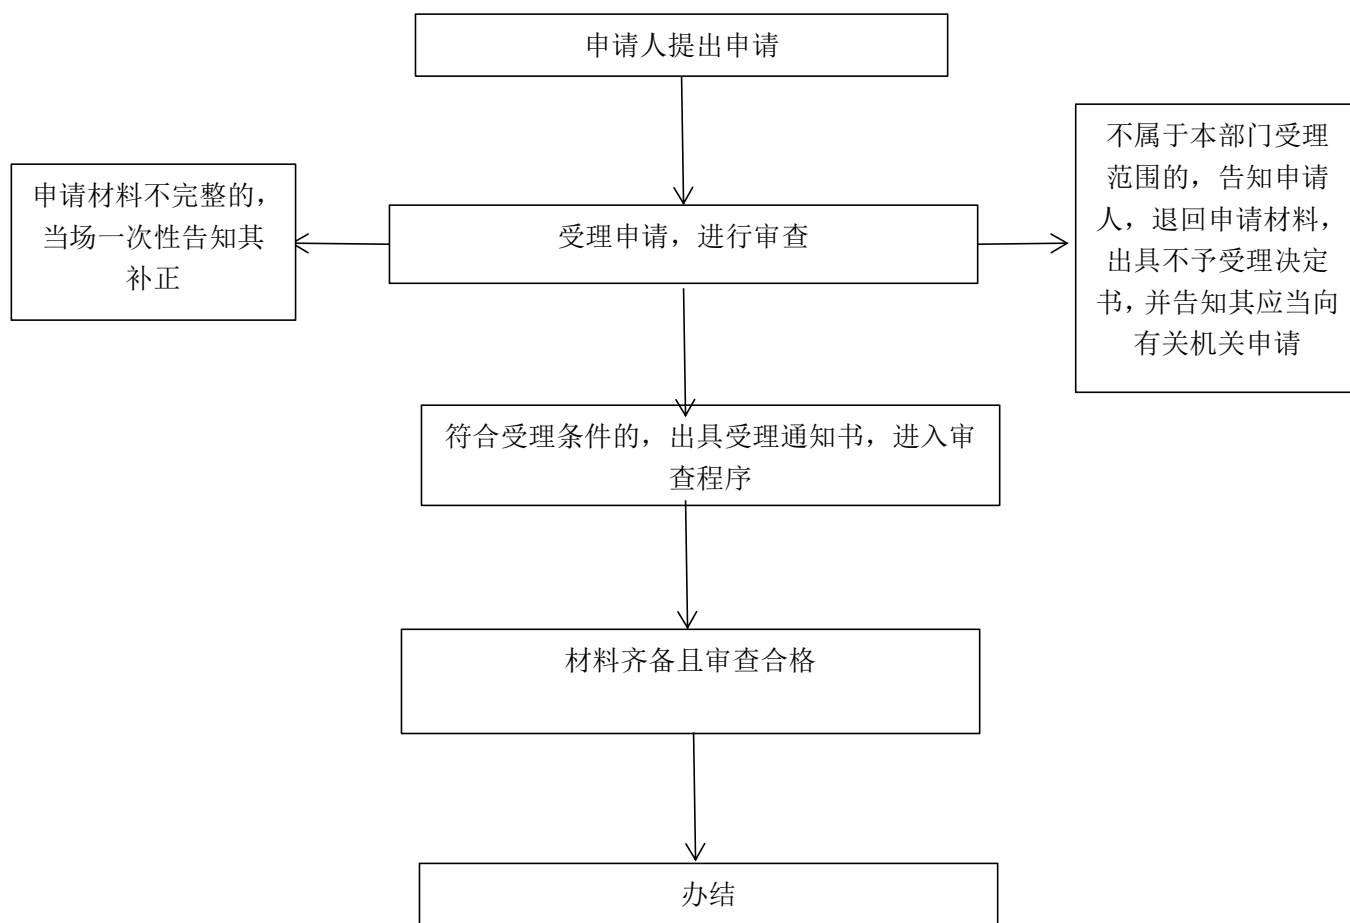 申请人提出申请
申请材料不完整的，
当场一次性告知其
补正
受理申请，进行审查
不属于本部门受理
范围的，告知申请
人，退回申请材料，
出具不予受理决定
书，并告知其应当向
有关机关申请
符合受理条件的，出具受理通知书，进入审
查程序
材料齐备且审查合格
办结